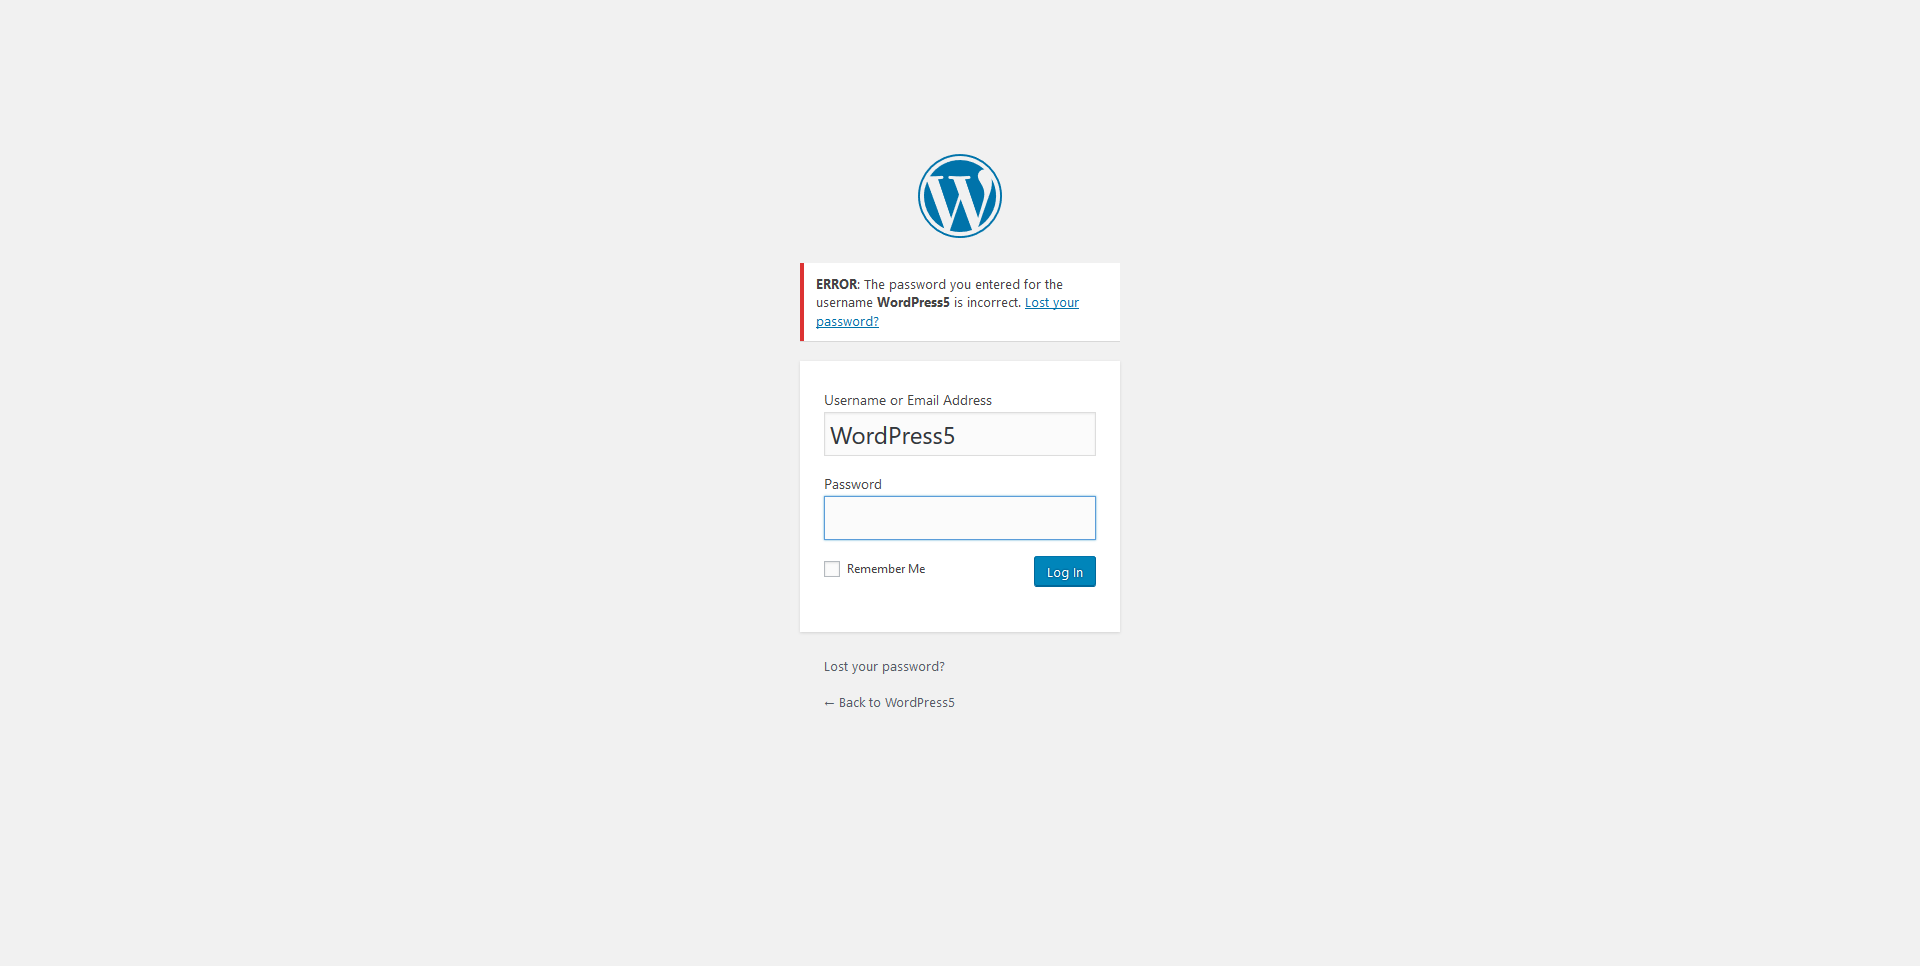 ERROR: The password you entered for the
username WordPress5 is incorrect. Lost your
password?
Username or Email Address
WordPress5
Password
Remember Me
Log In
Lost your password?
← Back to WordPress5